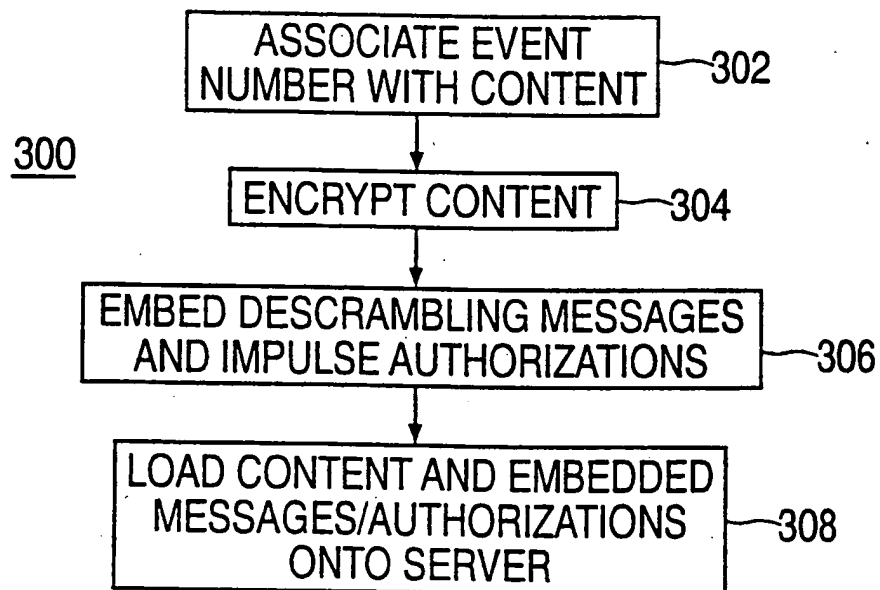 ASSOCIATE EVENT
NUMBER WITH CONTENT
302
300
ENCRYPT CONTENT
304
EMBED DESCRAMBLING MESSAGES
AND IMPULSE AUTHORIZATIONS
306
LOAD CONTENT AND EMBEDDED
MESSAGES/AUTHORIZATIONS
ONTO SERVER
308